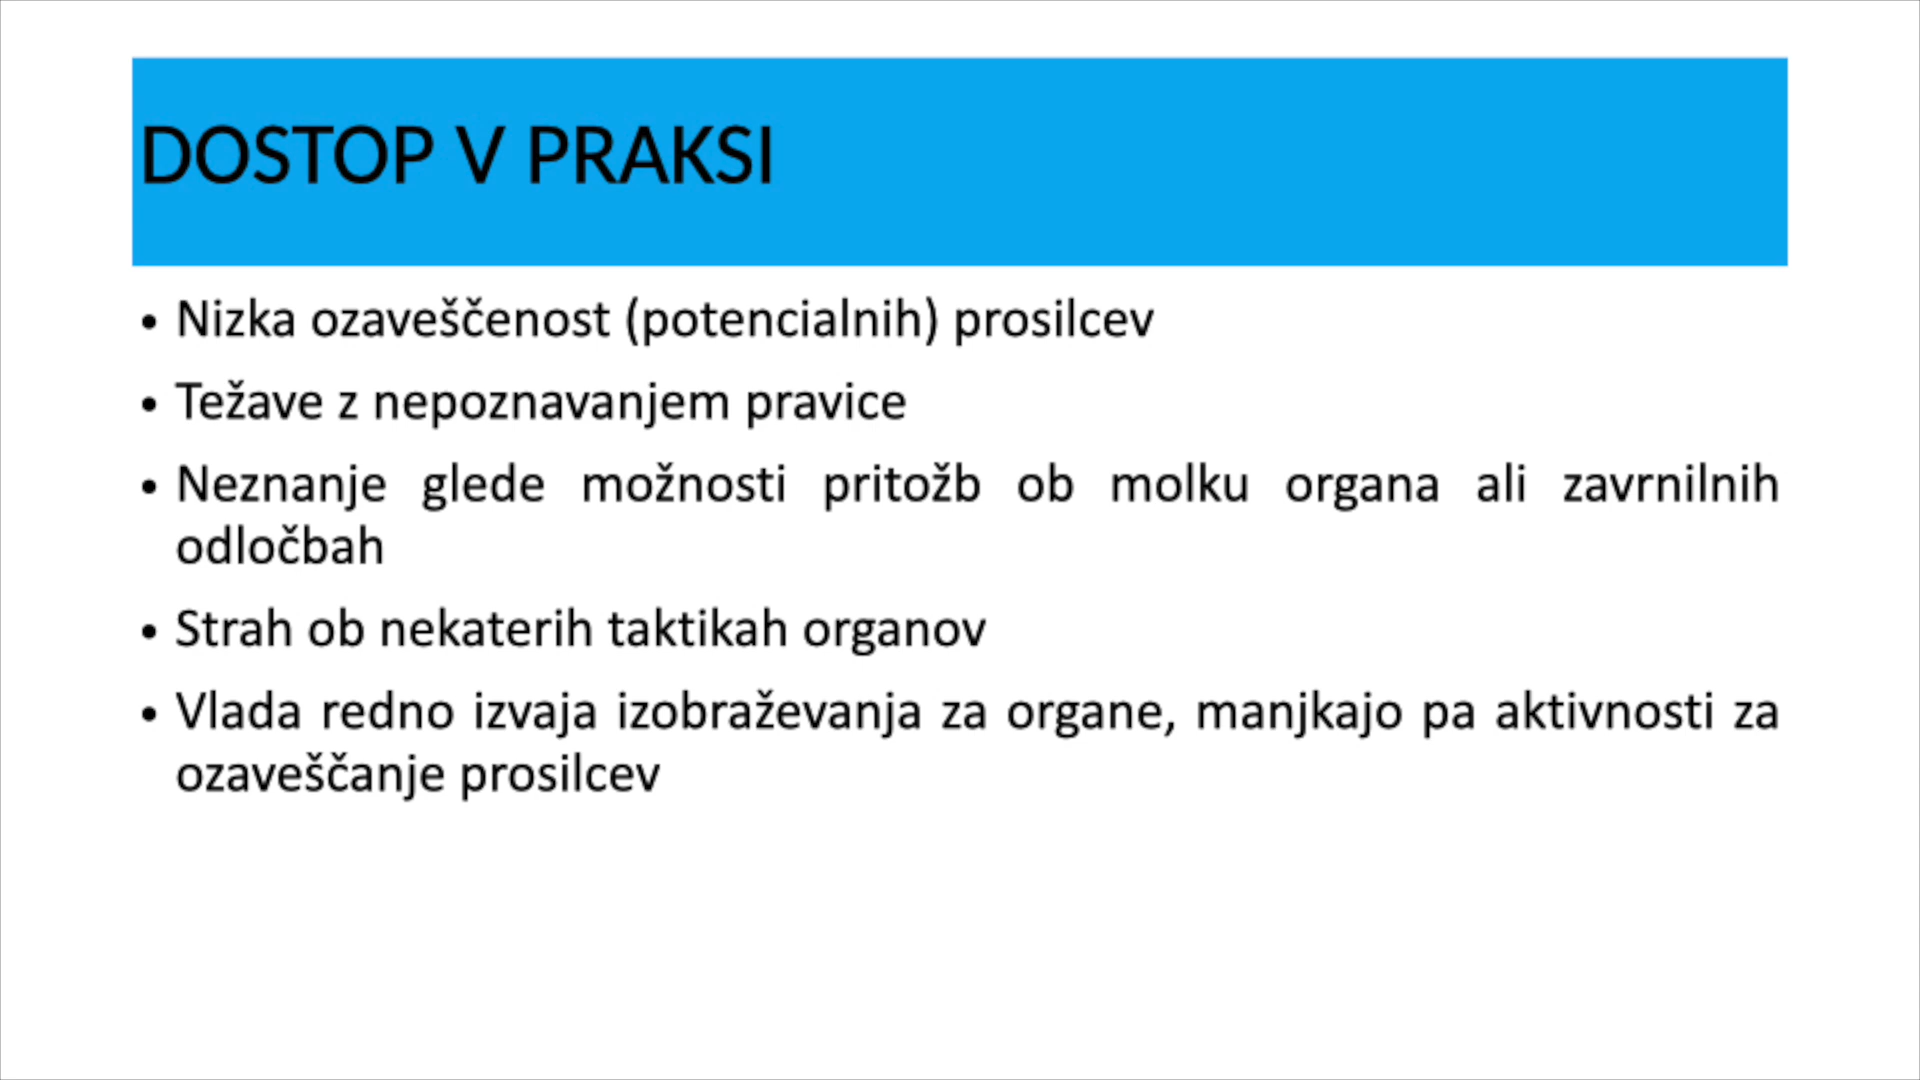 DOSTOP V PRAKSI
• Nizka ozaveščenost (potencialnih) prosilcev
• Težave z nepoznavanjem pravice
• Neznanje glede možnosti pritožb ob molku organa ali zavrnilnih
odločbah
• Strah ob nekaterih taktikah organov
• Vlada redno izvaja izobraževanja za organe, manjkajo pa aktivnosti za
ozaveščanje prosilcev